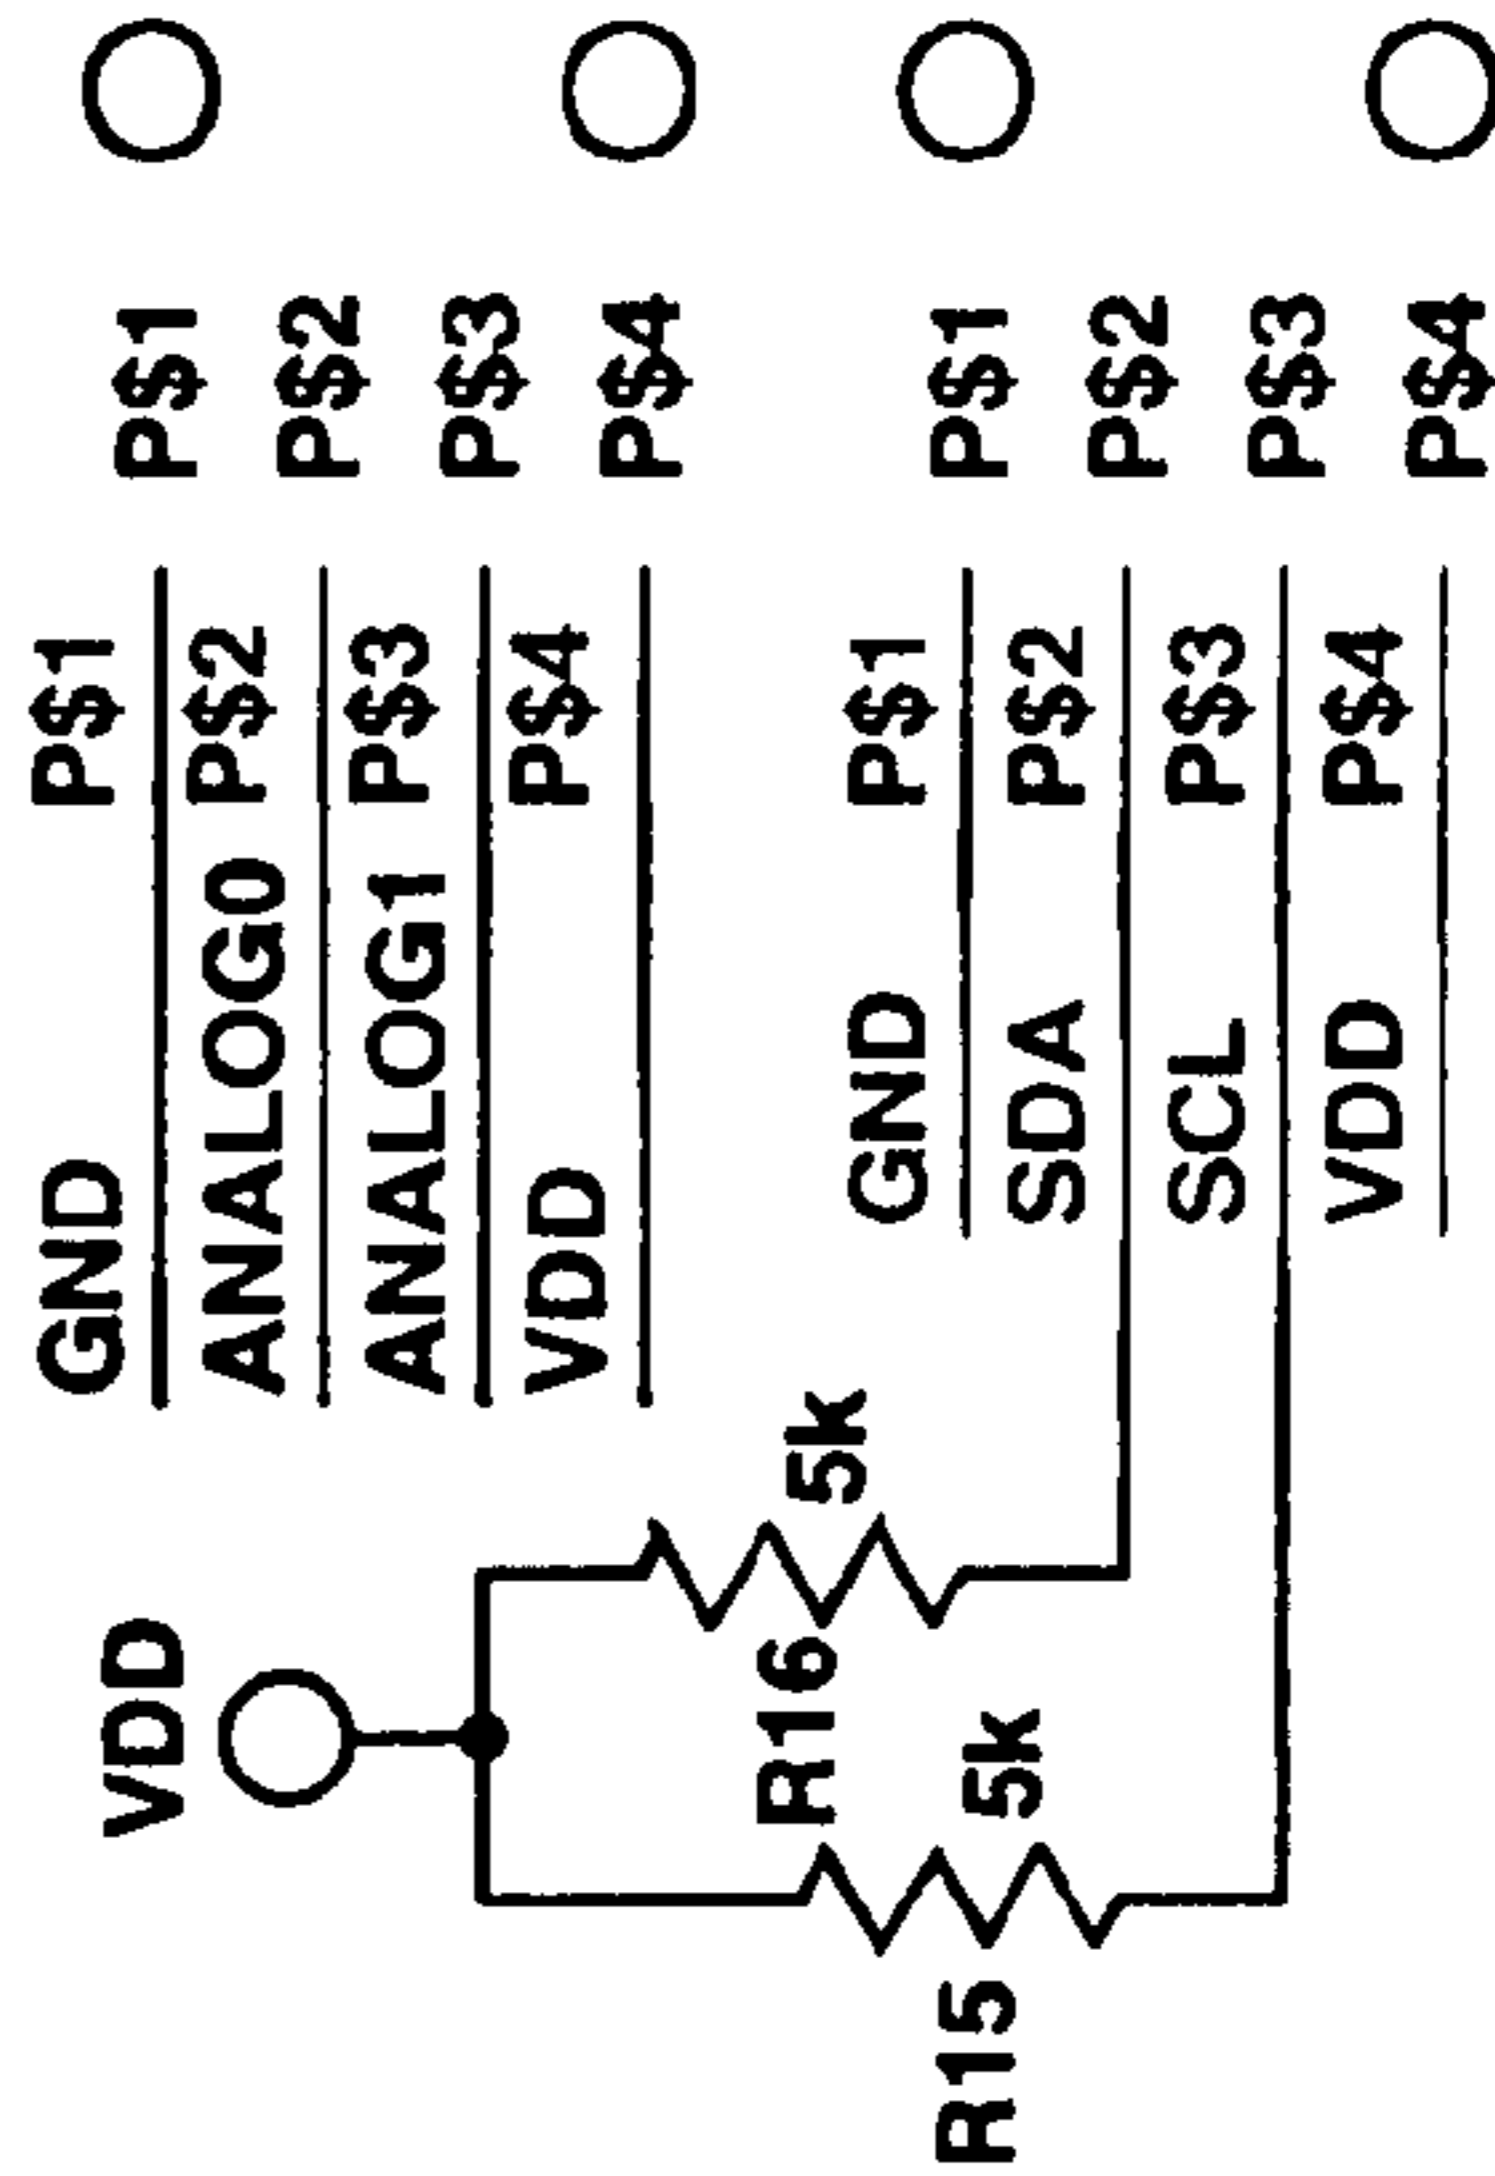 GND P$1
VDD
P$1
ANALOG0 P$2
P$2
ANALOG1 P$3
P$3
VDD P$4
P$4
R16
5k
GND P$1
P$1
R15
5k
SDA P$2
P$2
SCL P$3
P$3
VDD P$4
P$4